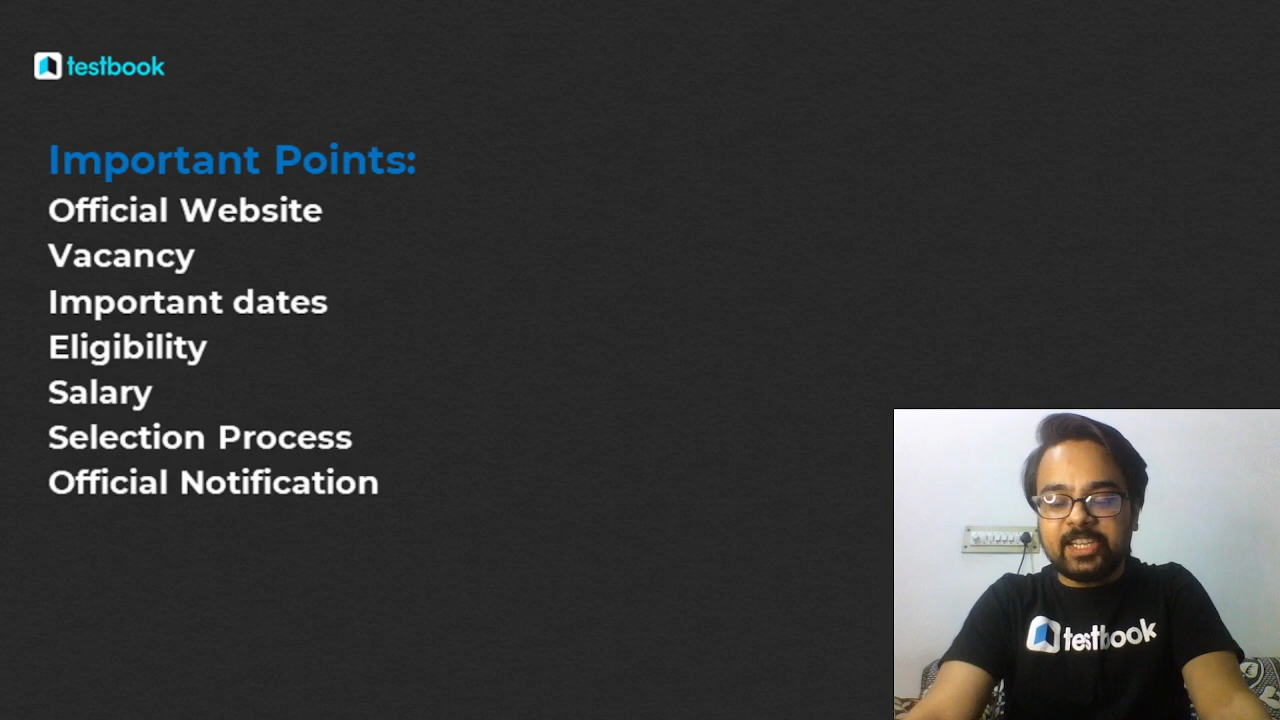 testbook
Important Points:
Official Website
Vacancy
Important dates
Eligibility
Salary
Selection Process
Official Notification
testbook